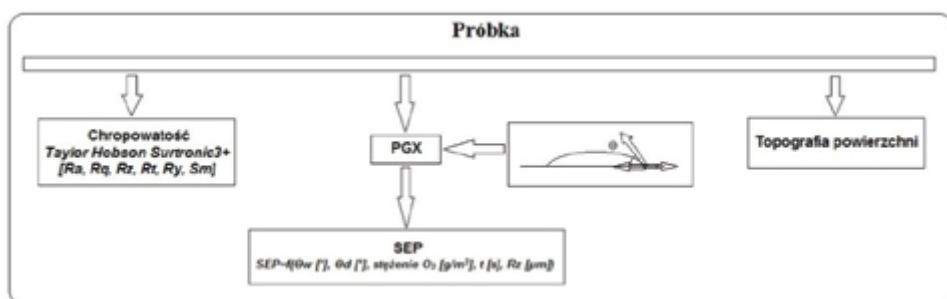 Próbka
Chropowatość
Taylor Hobson Surtronic3+
[Ra, Rq, Rz, Rt, Ry, Sm]
PGX
Θ
Topografia powierzchni
SEP
SEP=f(Θw [°], Θd [°], stężenie O₃ [g/m³], t [s], Rz [µm])